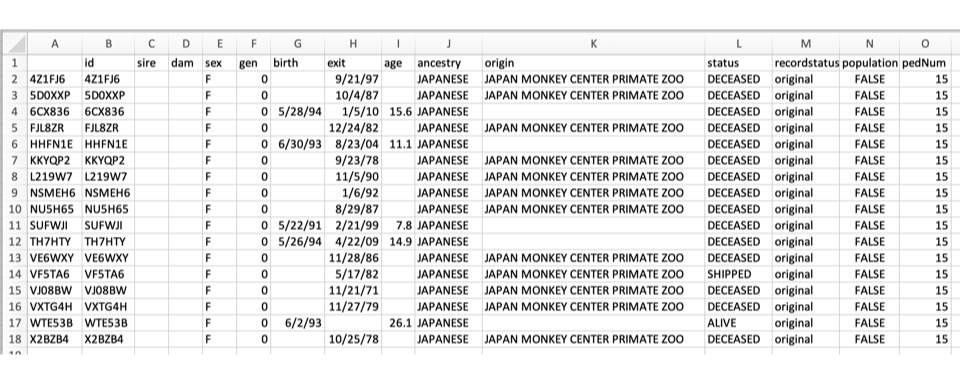 A B C D E F G H I J K L M N O
1 id sire dam sex gen birth exit age ancestry origin status recordstatus population pedNum
2 4Z1FJ6 4Z1FJ6 F 0 9/21/97 JAPANESE JAPAN MONKEY CENTER PRIMATE ZOO DECEASED original FALSE 15
3 5D0XXP 5D0XXP F 0 10/4/87 JAPANESE JAPAN MONKEY CENTER PRIMATE ZOO DECEASED original FALSE 15
4 6CX836 6CX836 F 0 5/28/94 1/5/10 15.6 JAPANESE DECEASED original FALSE 15
5 FJL8ZR FJL8ZR F 0 12/24/82 JAPANESE JAPAN MONKEY CENTER PRIMATE ZOO DECEASED original FALSE 15
6 HHFN1E HHFN1E F 0 6/30/93 8/23/04 11.1 JAPANESE DECEASED original FALSE 15
7 KKYQP2 KKYQP2 F 0 9/23/78 JAPANESE JAPAN MONKEY CENTER PRIMATE ZOO DECEASED original FALSE 15
8 L219W7 L219W7 F 0 11/5/90 JAPANESE JAPAN MONKEY CENTER PRIMATE ZOO DECEASED original FALSE 15
9 NSMEH6 NSMEH6 F 0 1/6/92 JAPANESE JAPAN MONKEY CENTER PRIMATE ZOO DECEASED original FALSE 15
10 NU5H65 NU5H65 F 0 8/29/87 JAPANESE JAPAN MONKEY CENTER PRIMATE ZOO DECEASED original FALSE 15
11 SUFWJI SUFWJI F 0 5/22/91 2/21/99 7.8 JAPANESE DECEASED original FALSE 15
12 TH7HTY TH7HTY F 0 5/26/94 4/22/09 14.9 JAPANESE DECEASED original FALSE 15
13 VE6WXY VE6WXY F 0 11/28/86 JAPANESE JAPAN MONKEY CENTER PRIMATE ZOO DECEASED original FALSE 15
14 VF5TA6 VF5TA6 F 0 5/17/82 JAPANESE JAPAN MONKEY CENTER PRIMATE ZOO SHIPPED original FALSE 15
15 VJ08BW VJ08BW F 0 11/21/71 JAPANESE JAPAN MONKEY CENTER PRIMATE ZOO DECEASED original FALSE 15
16 VXTG4H VXTG4H F 0 11/27/79 JAPANESE JAPAN MONKEY CENTER PRIMATE ZOO DECEASED original FALSE 15
17 WTE53B WTE53B F 0 6/2/93 26.1 JAPANESE ALIVE original FALSE 15
18 X2BZB4 X2BZB4 F 0 10/25/78 JAPANESE JAPAN MONKEY CENTER PRIMATE ZOO DECEASED original FALSE 15